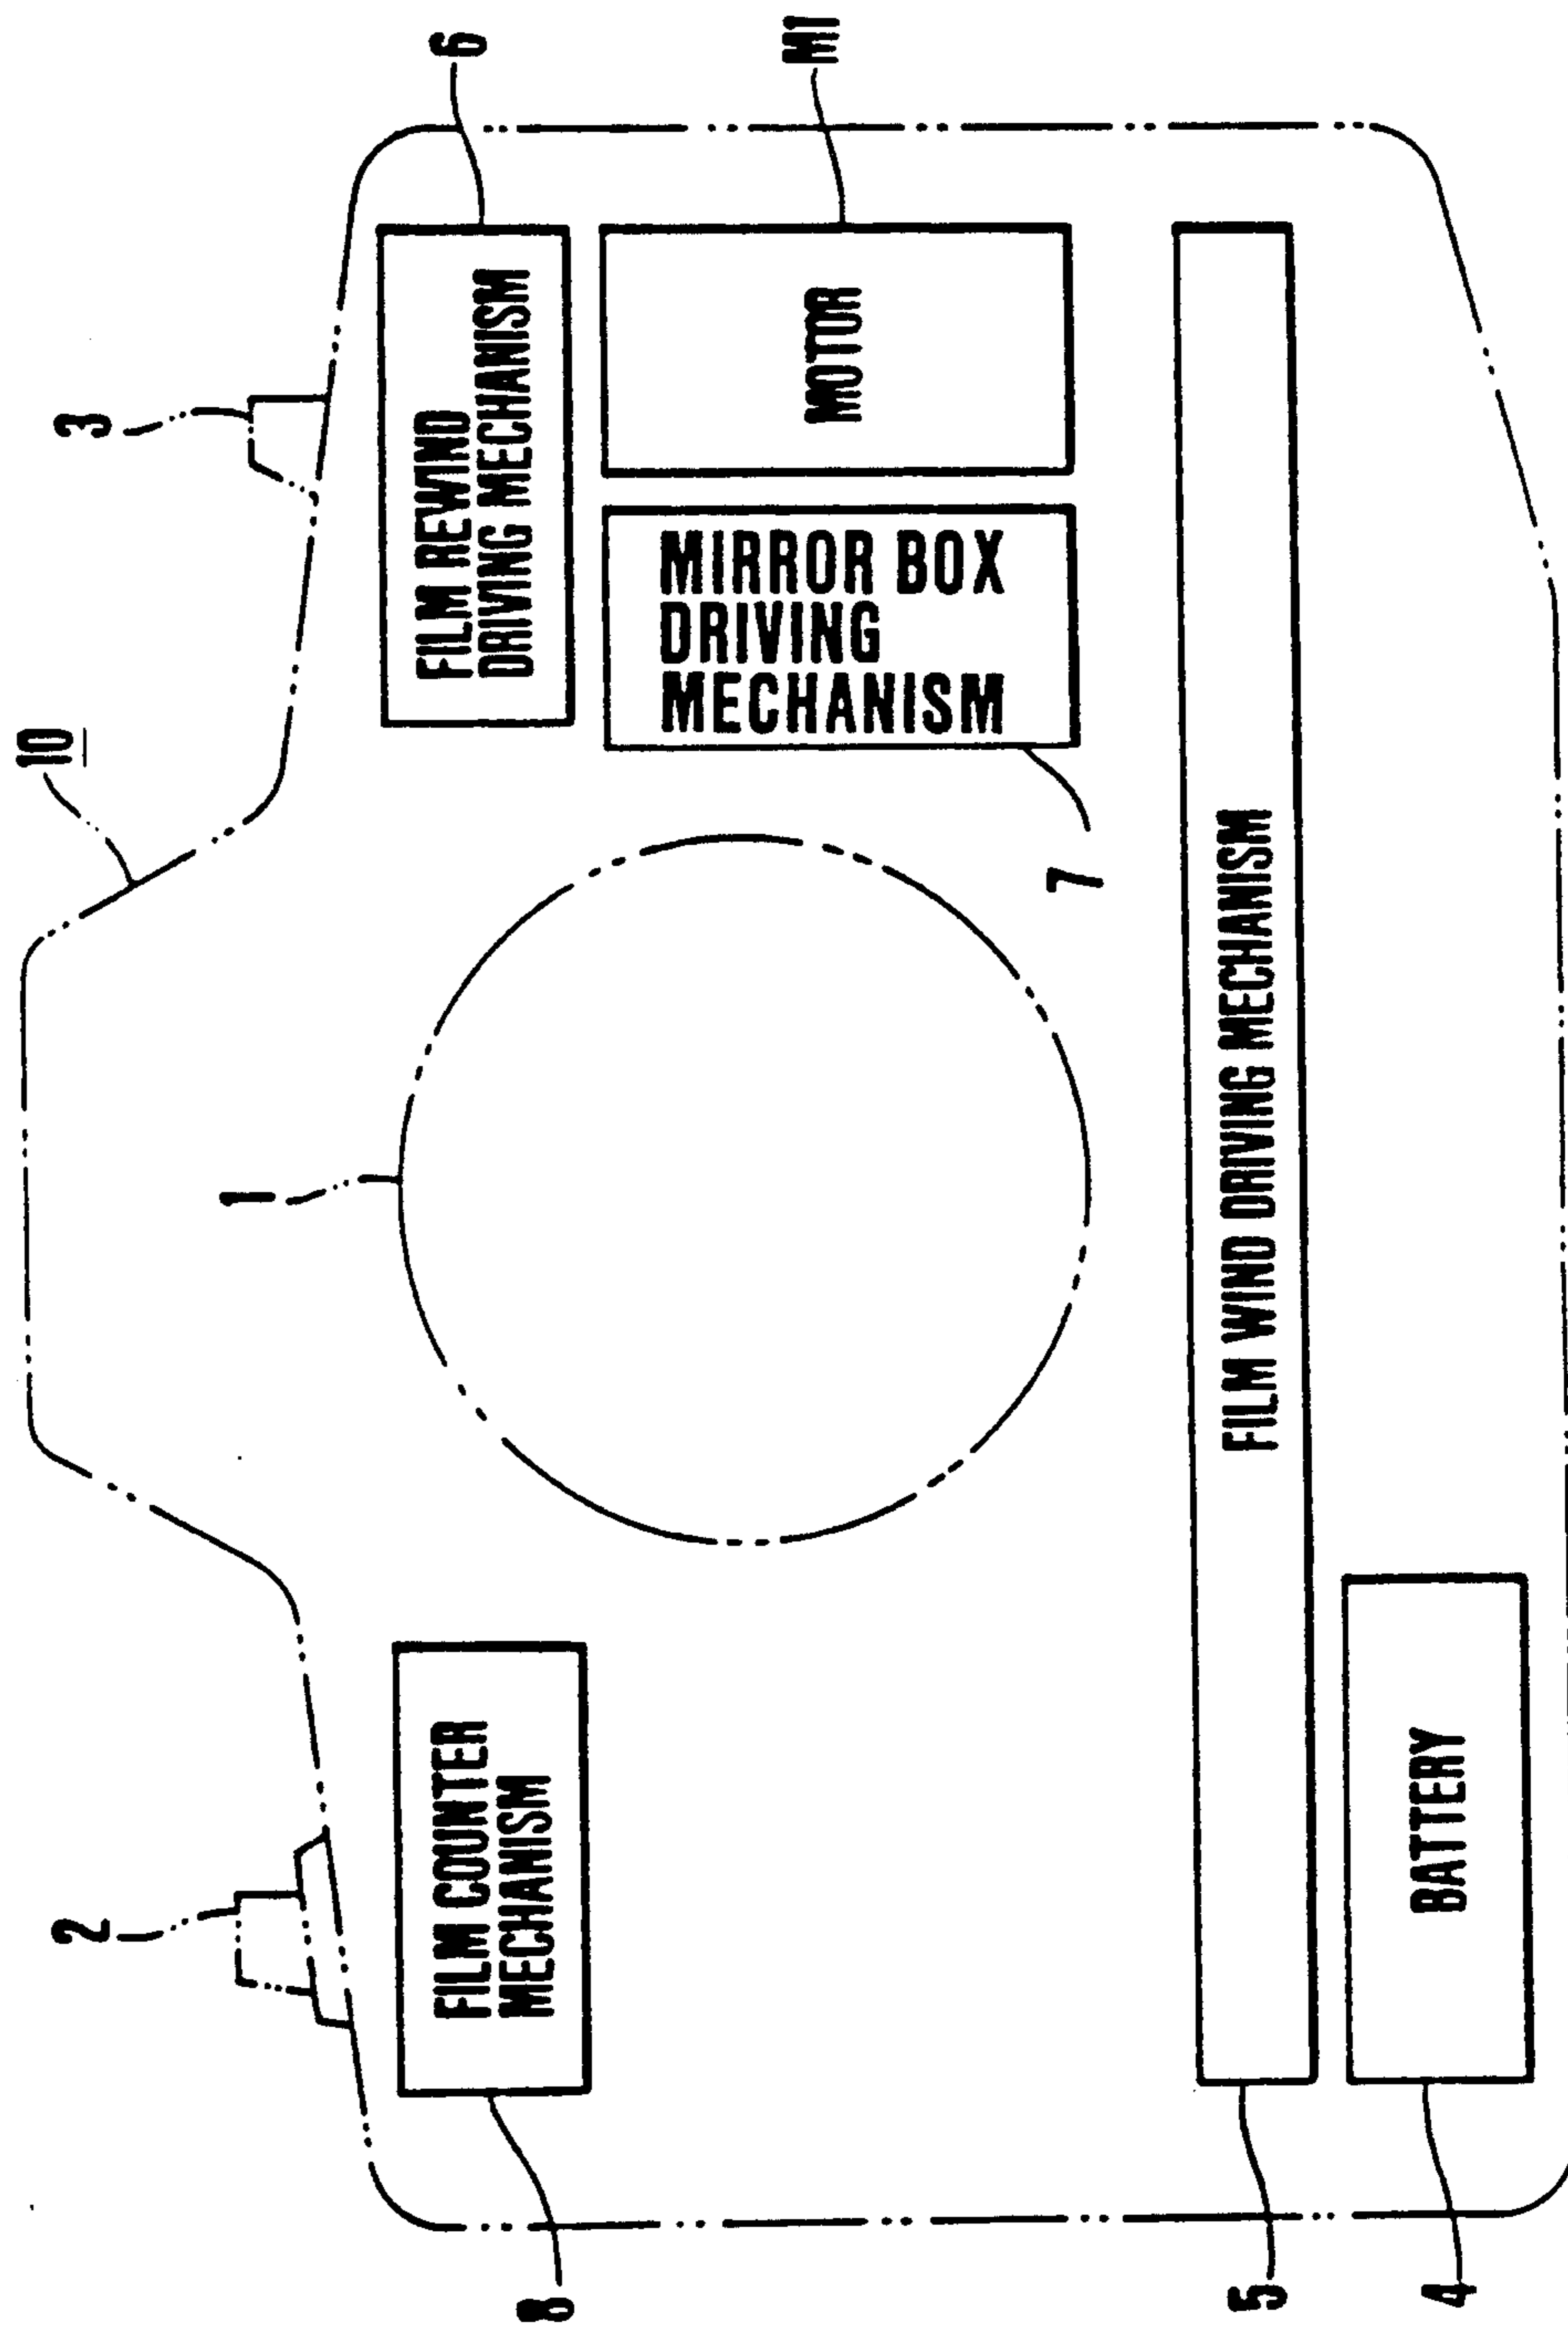 10
2
3
1
6
FILM COUNTER
MECHANISM
FILM REWIND
DRIVING MECHANISM
8
MIRROR BOX
DRIVING
MECHANISM
MOTOR
M1
7
FILM WIND DRIVING MECHANISM
5
BATTERY
4